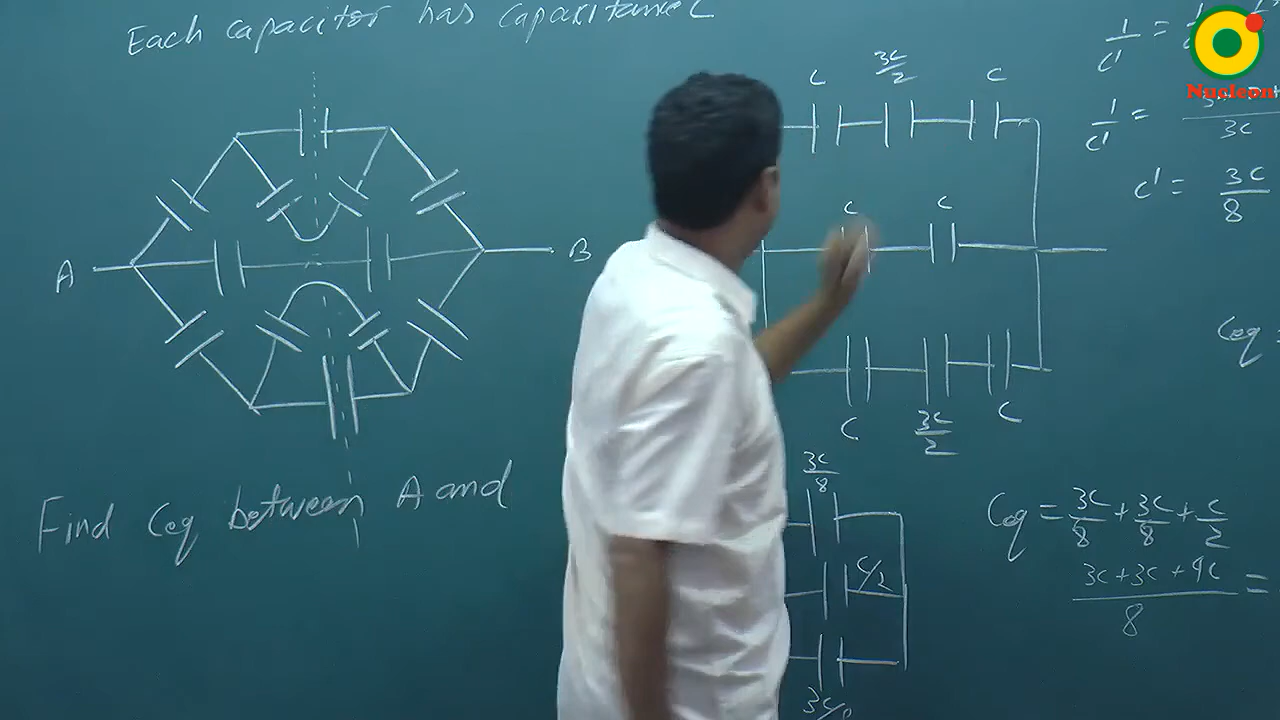 Each capacitor has capacitance C
A
B
Find Ceq between A and
C
3C/2
C
C
C
C
3C/2
C
3C/8
C/2
1/C' =
1/C' =
3C
C' = 3C/8
Ceq
Ceq = 3C/8 + 3C/8 + C/2
3C + 3C + 4C / 8 =
Nucleon